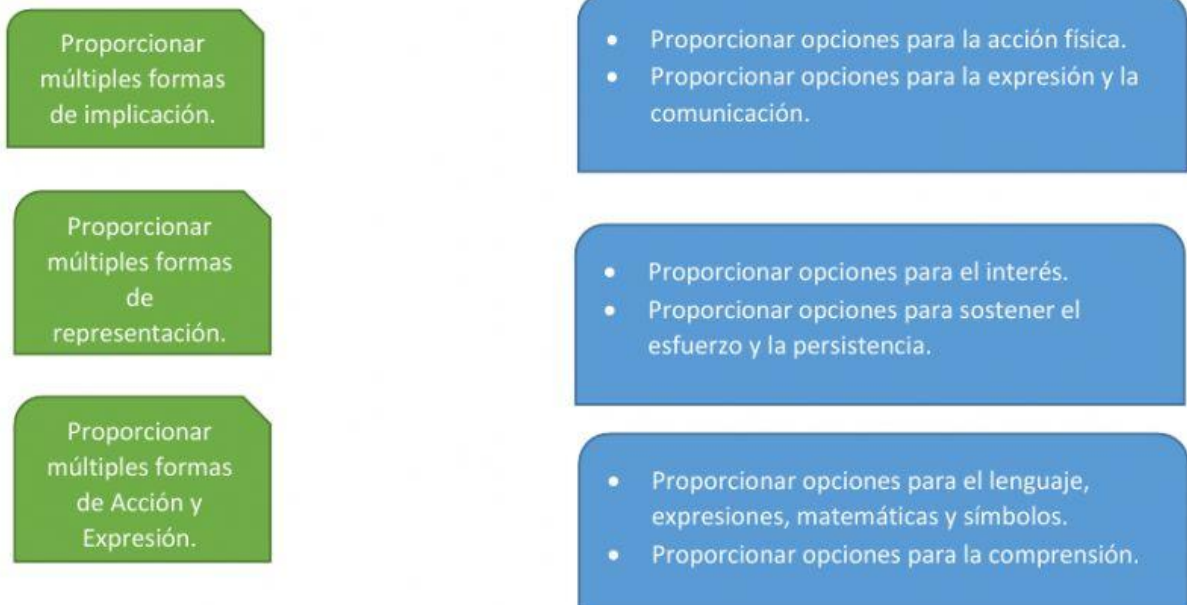 Proporcionar
múltiples formas
de implicación.
Proporcionar
múltiples formas
de
representación.
Proporcionar
múltiples formas
de Acción y
Expresión.
• Proporcionar opciones para la acción física.
• Proporcionar opciones para la expresión y la
comunicación.
• Proporcionar opciones para el interés.
• Proporcionar opciones para sostener el
esfuerzo y la persistencia.
• Proporcionar opciones para el lenguaje,
expresiones, matemáticas y símbolos.
• Proporcionar opciones para la comprensión.